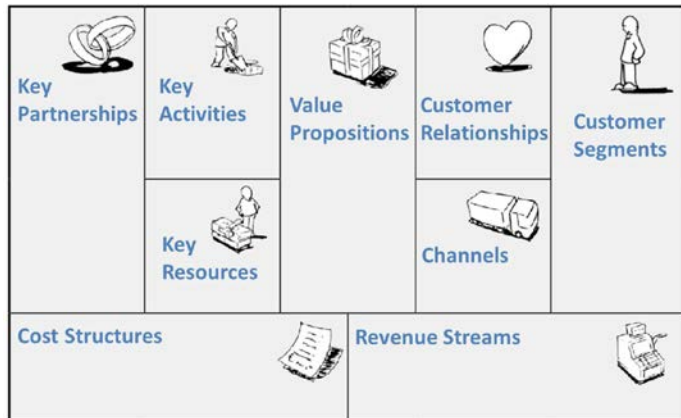 Key
Partnerships
Key
Activities
Key
Resources
Value
Propositions
Customer
Relationships
Channels
Customer
Segments
Cost Structures
Revenue Streams